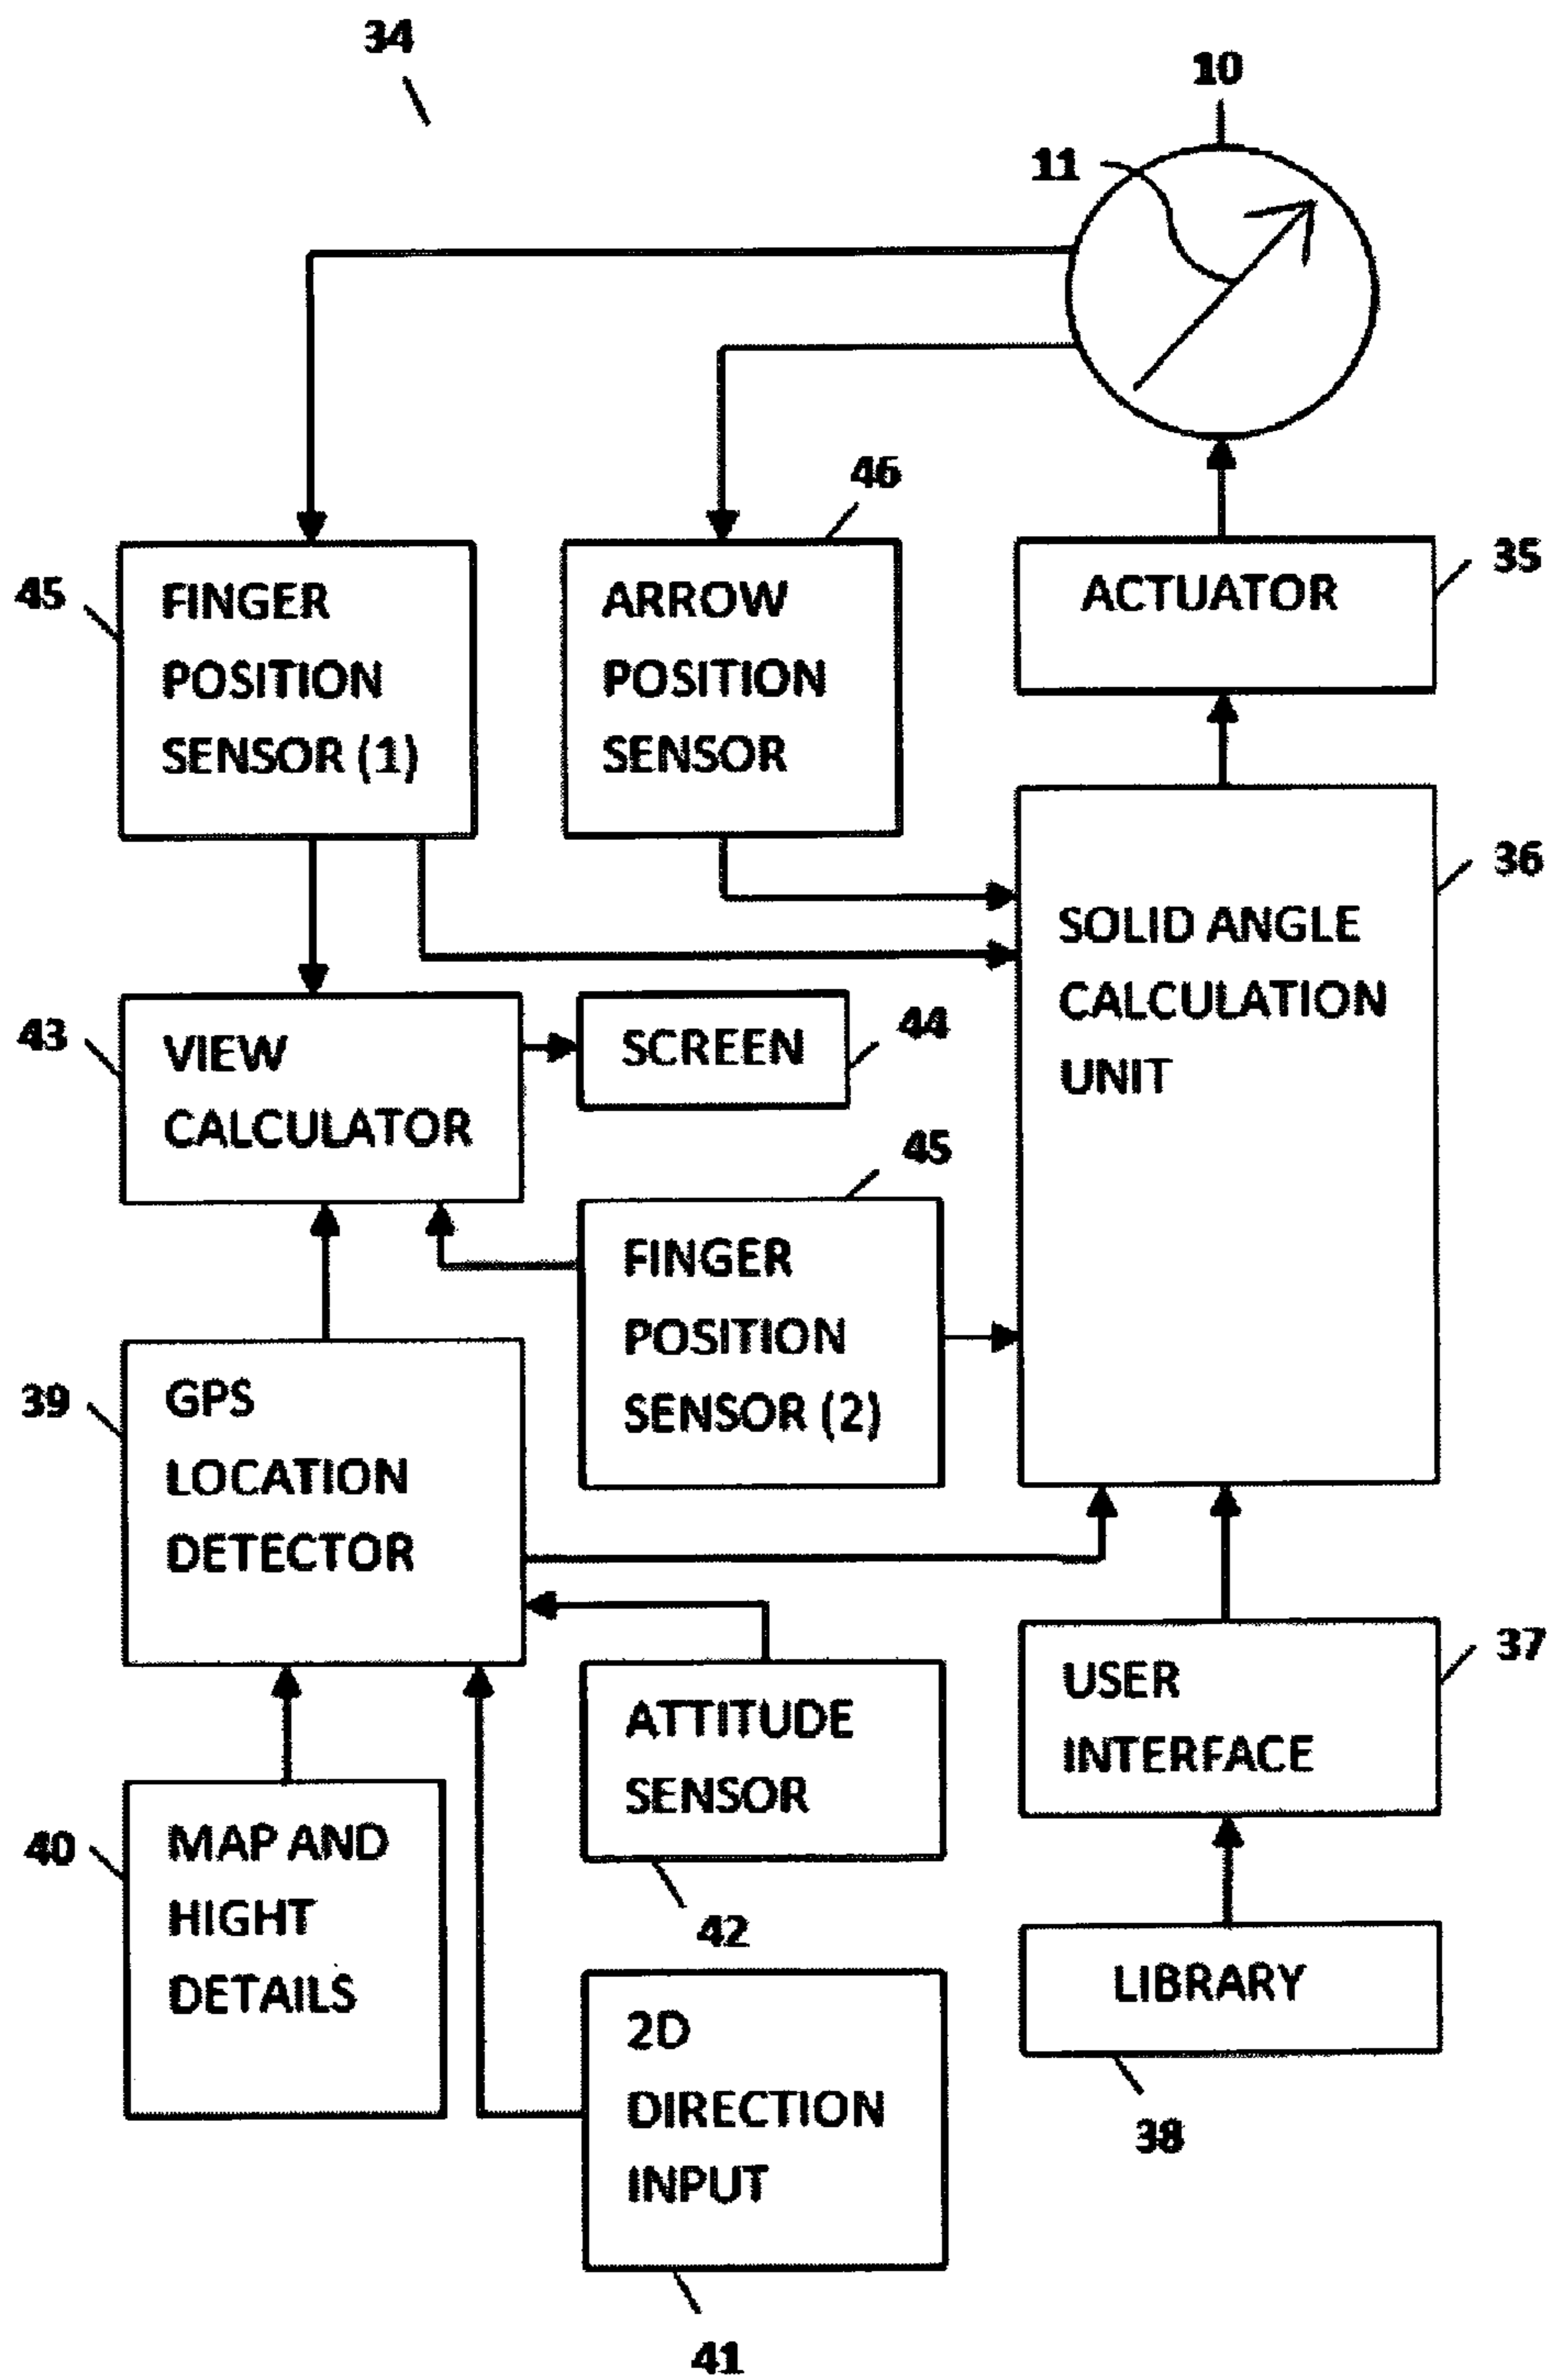 34
10
11
46
45
FINGER
POSITION
SENSOR (1)
ARROW
POSITION
SENSOR
ACTUATOR
35
36
SOLID ANGLE
CALCULATION
UNIT
43
VIEW
CALCULATOR
SCREEN
44
45
FINGER
POSITION
SENSOR (2)
39
GPS
LOCATION
DETECTOR
37
USER
INTERFACE
ATTITUDE
SENSOR
42
40
MAP AND
HIGHT
DETAILS
LIBRARY
38
2D
DIRECTION
INPUT
41